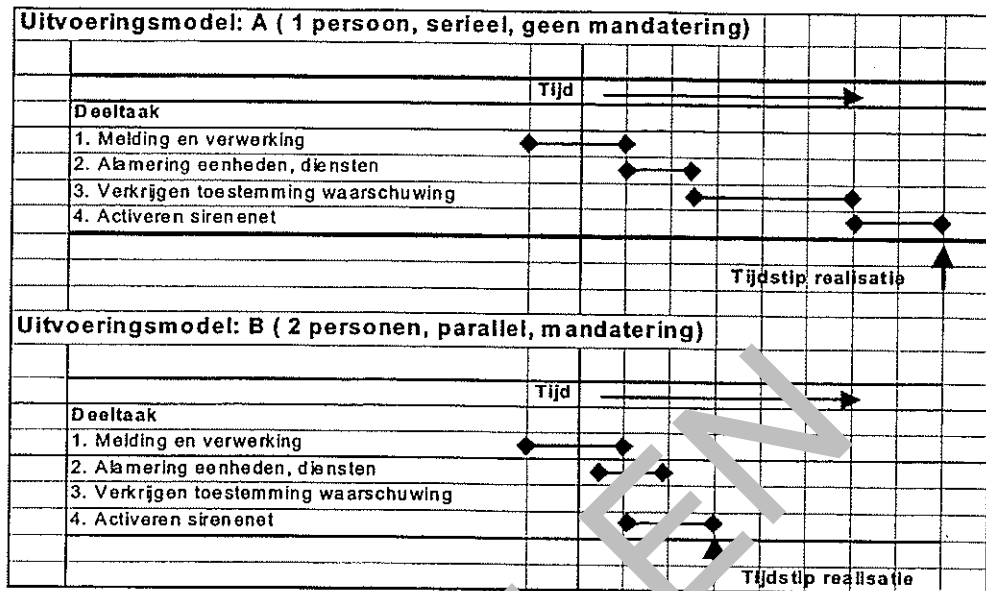 Uitvoeringsmodel: A ( 1 persoon, serieel, geen mandatering)
Tijd
Deeltaak
1. Melding en verwerking
2. Alamering eenheden, diensten
3. Verkrijgen toestemming waarschuwing
4. Activeren sirenenet
Tijdstip realisatie
Uitvoeringsmodel: B ( 2 personen, parallel, mandatering)
Tijd
Deeltaak
1. Melding en verwerking
2. Alamering eenheden, diensten
3. Verkrijgen toestemming waarschuwing
4. Activeren sirenenet
Tijdstip realisatie
EN